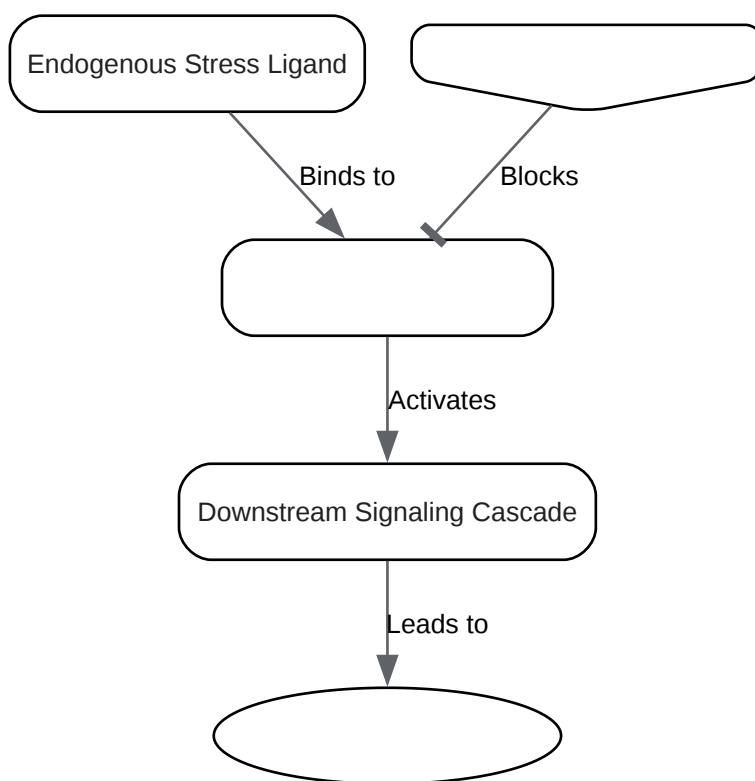 Endogenous Stress Ligand
Binds to
Blocks
Activates
Downstream Signaling Cascade
Leads to